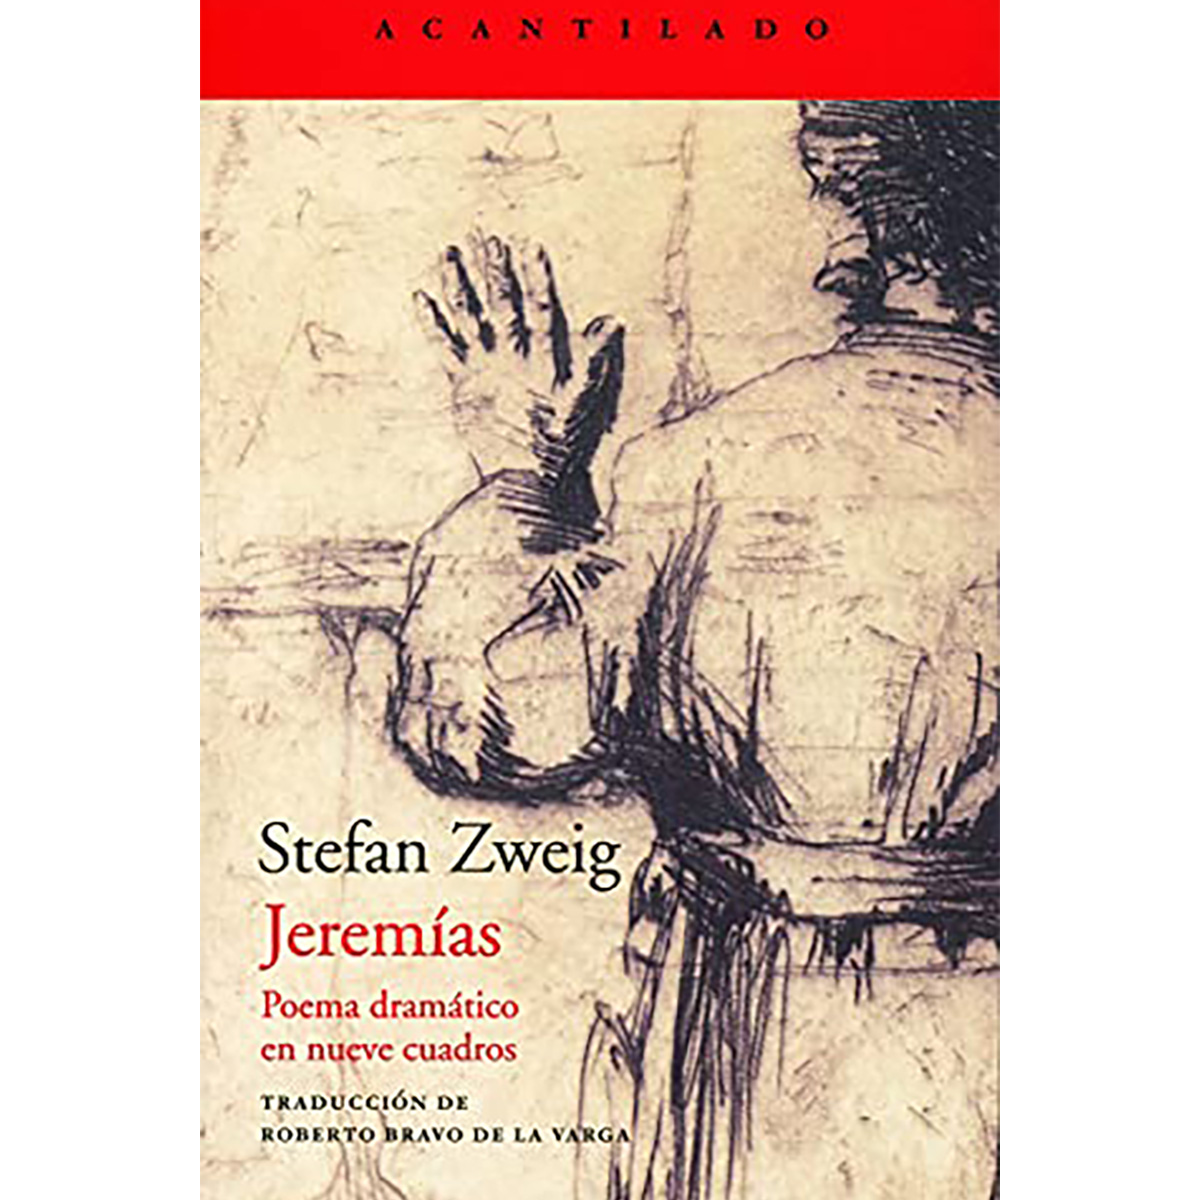 ACANTILADO
Stefan Zweig
Jeremías
Poema dramático
en nueve cuadros
TRADUCCIÓN DE
ROBERTO BRAVO DE LA VARGA